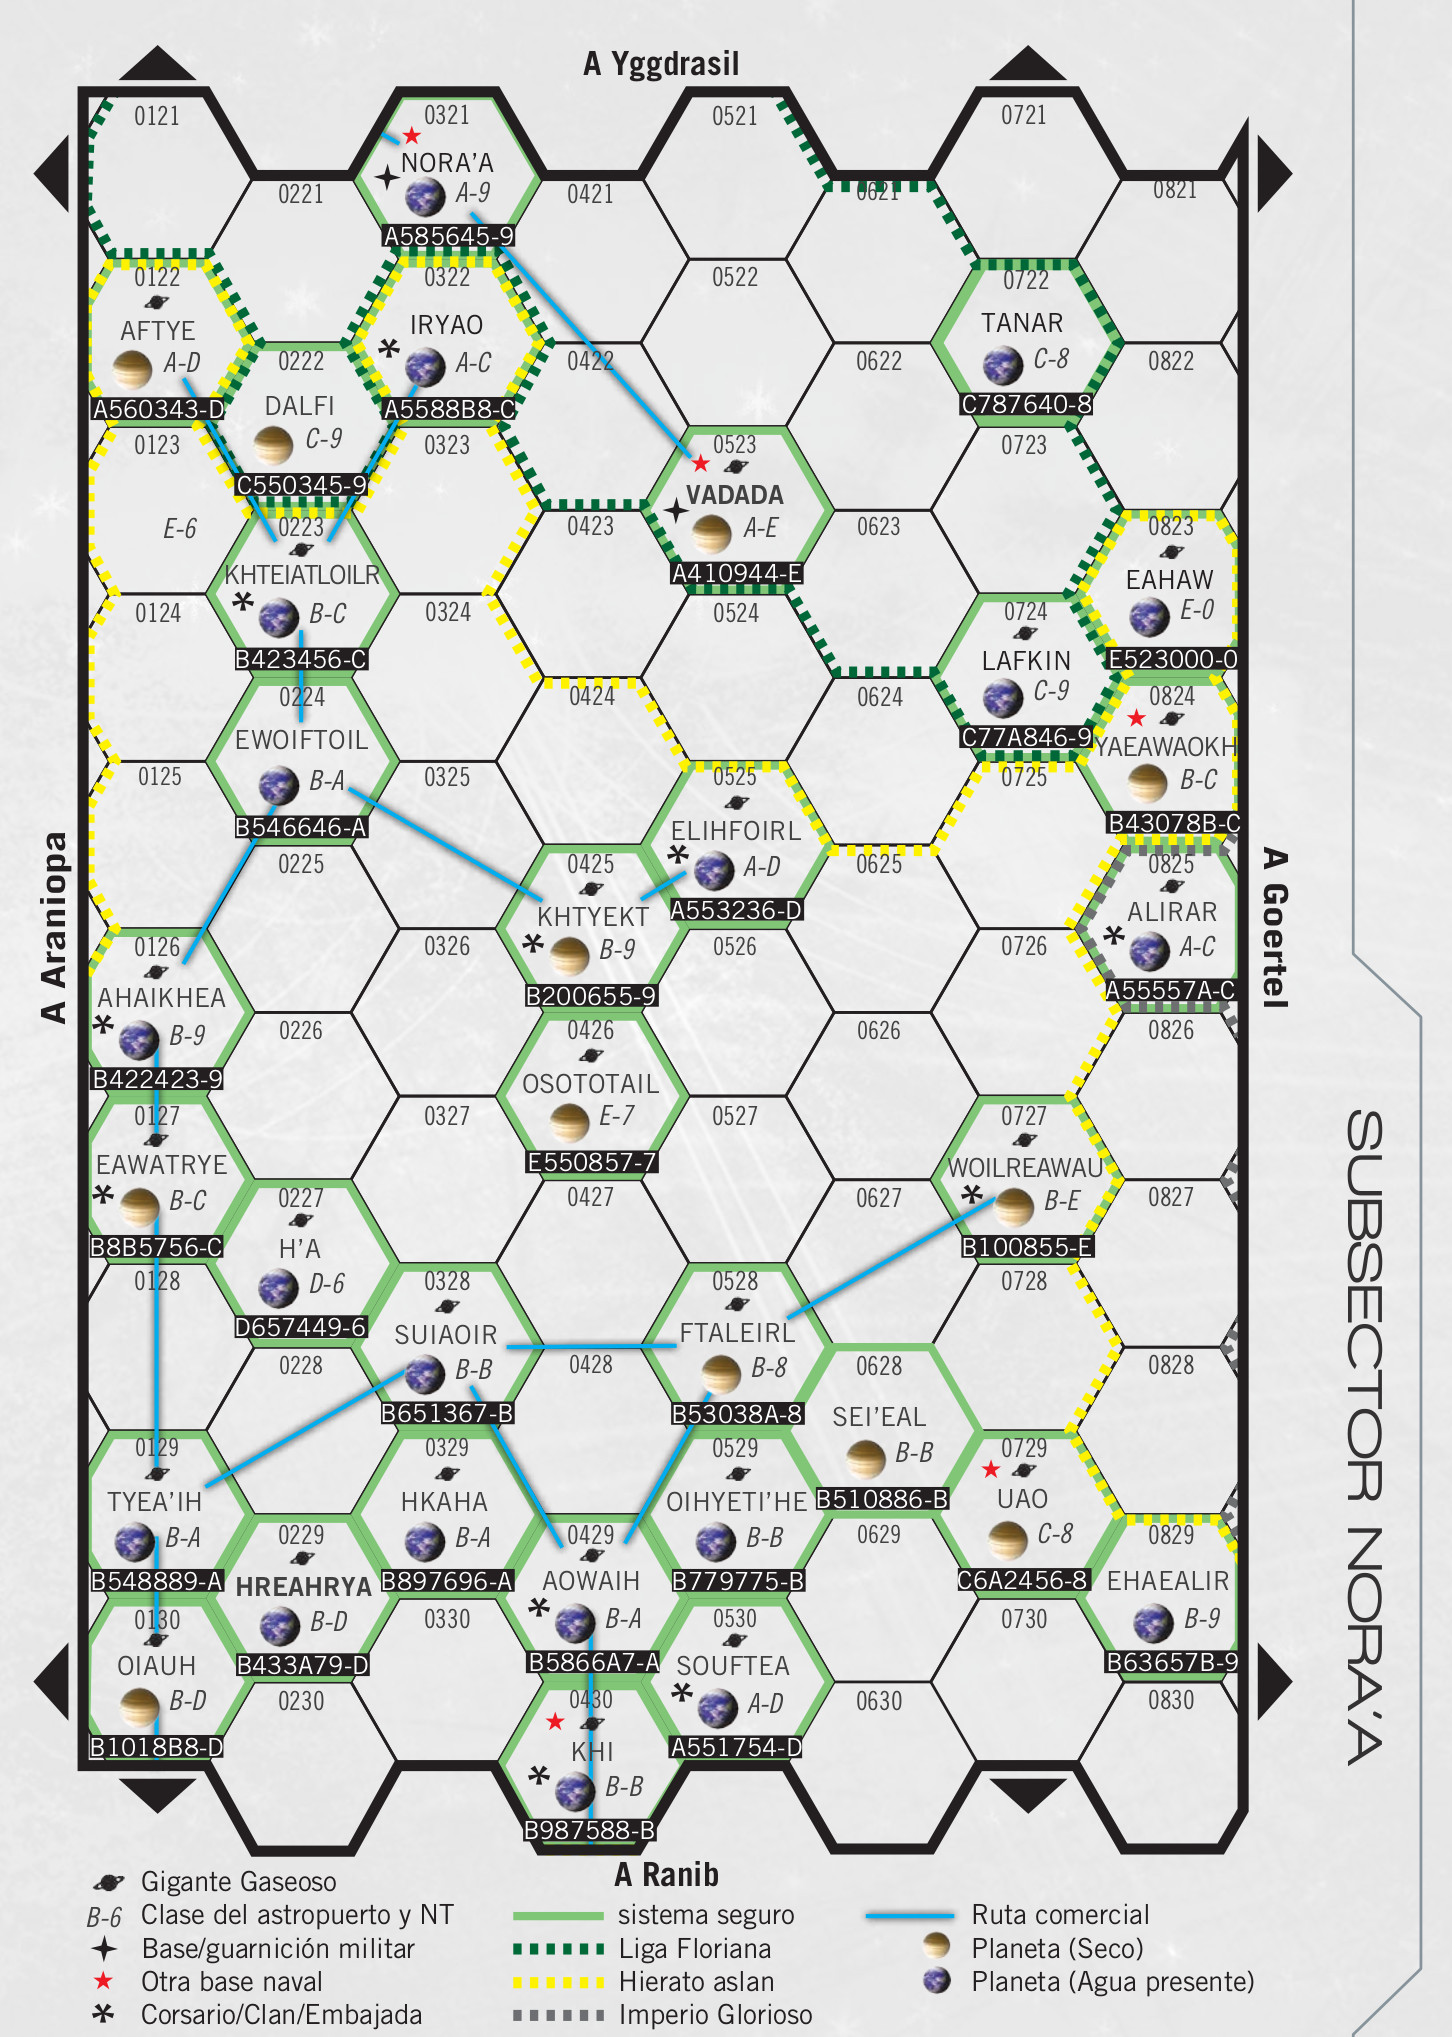 A Yggdrasil
0121
0321
0521
0721
NORA'A
A-9
A585645-9
0221
0421
0621
0821
0122
AFTYE
A-D
A560343-D
0322
IRYAO
A-C
A5588B8-C
0522
0722
TANAR
C-8
C787640-8
0222
DALFI
C-9
C550345-9
0422
0622
0822
0123
E-6
0323
0523
VADADA
A-E
A410944-E
0723
0223
KHTEIATLOILR
B-C
B423456-C
0423
0623
0823
EAHAW
E-0
E523000-0
0124
0324
0524
0724
LAFKIN
C-9
C77A846-9
0224
EWOIFTOIL
B-A
B546646-A
0424
0624
0824
YAEAWAOKH
B-C
B43078B-C
0125
0325
0525
ELIHFOIRL
A-D
A553236-D
0725
0225
0425
KHTYEKT
B-9
B200655-9
0625
0825
ALIRAR
A-C
A55557A-C
A Araniopa
A Goertel
0126
AHAIKHEA
B-9
B422423-9
0326
0526
0726
0226
0426
OSOTOTAIL
E-7
E550857-7
0626
0826
0127
EAWATRYE
B-C
B8B5756-C
0327
0527
0727
WOILREAWAU
B-E
B100855-E
0227
H'A
D-6
D657449-6
0427
0627
0827
0128
0328
SUIAOIR
B-B
B651367-B
0528
FTALEIRL
B-8
B53038A-8
0728
0228
0428
0628
SEI'EAL
B-B
B510886-B
0828
0129
TYEA'IH
B-A
B548889-A
0329
HKAHA
B-A
B897696-A
0529
OIHYETI'HE
B-B
B779775-B
0729
UAO
C-8
C6A2456-8
0229
HREAHRYA
B-D
B433A79-D
0429
AOWAIH
B-A
B5866A7-A
0629
0829
EHAEALIR
B-9
B63657B-9
0130
OIAUH
B-D
B1018B8-D
0330
0530
SOUFTEA
A-D
A551754-D
0730
0230
0430
KHI
B-B
B987588-B
0630
0830
SUBSECTOR NORA'A
A Ranib
Gigante Gaseoso
B-6 Clase del astropuerto y NT
Base/guarnición militar
Otra base naval
Corsario/Clan/Embajada
sistema seguro
Liga Floriana
Hierato aslan
Imperio Glorioso
Ruta comercial
Planeta (Seco)
Planeta (Agua presente)